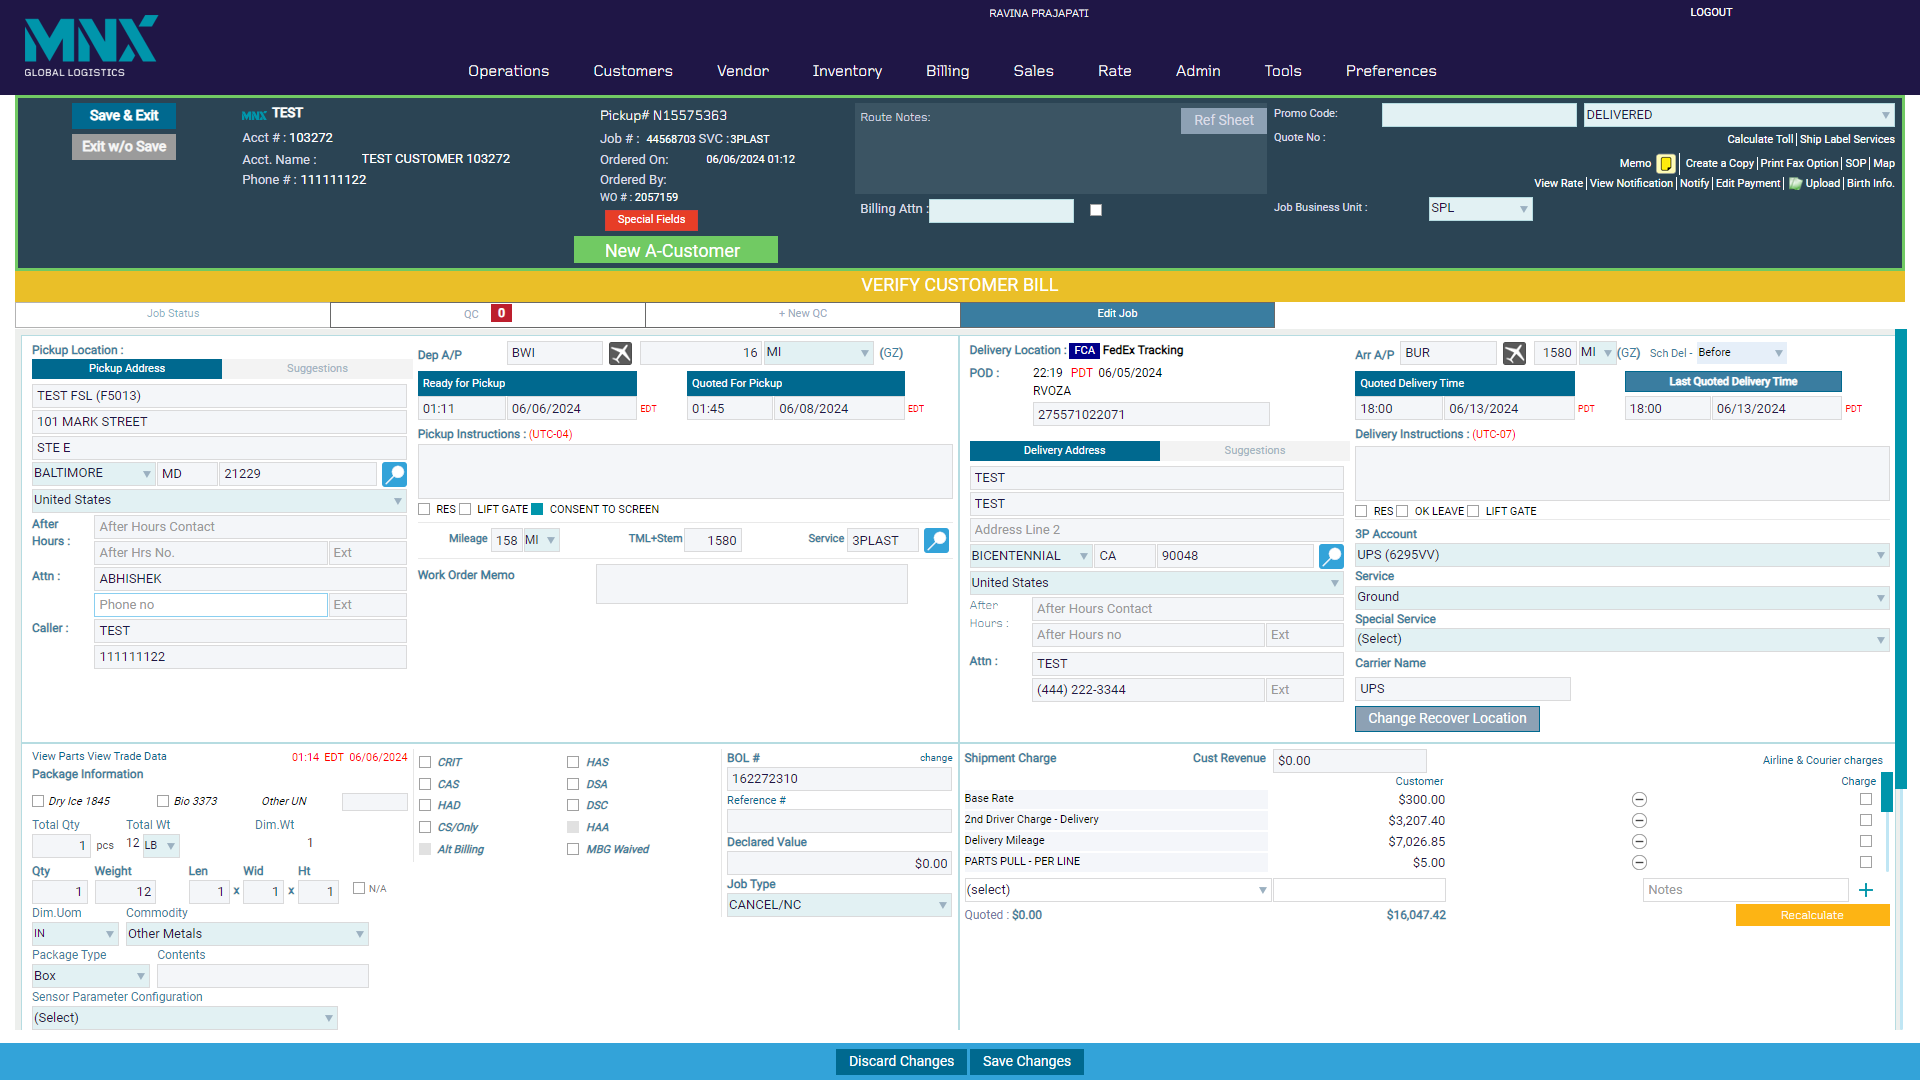 RAVINA PRAJAPATI
LOGOUT
MNX
GLOBAL LOGISTICS
Operations Customers Vendor Inventory Billing Sales Rate Admin Tools Preferences
Save & Exit
Exit w/o Save
MNX TEST
Acct # : 103272
Acct. Name : TEST CUSTOMER 103272
Phone # : 111111122
Pickup# N15575363
Job # : 44568703 SVC :3PLAST
Ordered On: 06/06/2024 01:12
Ordered By:
WO # : 2057159
Special Fields
New A-Customer
Route Notes:
Ref Sheet
Billing Attn :
Promo Code:
DELIVERED
Quote No :
Calculate Toll | Ship Label Services
Memo | Create a Copy | Print Fax Option | SOP | Map
View Rate | View Notification | Notify | Edit Payment | Upload | Birth Info.
Job Business Unit : SPL
VERIFY CUSTOMER BILL
Job Status
QC 0
+ New QC
Edit Job
Pickup Location :
Pickup Address
Suggestions
TEST FSL (F5013)
101 MARK STREET
STE E
BALTIMORE MD 21229
United States
After Hours :
After Hours Contact
After Hrs No. Ext
Attn : ABHISHEK
Phone no Ext
Caller : TEST
111111122
Dep A/P BWI 16 MI (GZ)
Ready for Pickup
01:11 06/06/2024 EDT
Quoted For Pickup
01:45 06/08/2024 EDT
Pickup Instructions : (UTC-04)
RES LIFT GATE CONSENT TO SCREEN
Mileage 158 MI TML+Stem 1580 Service 3PLAST
Work Order Memo
Delivery Location : FCA FedEx Tracking
POD : 22:19 PDT 06/05/2024
RVOZA
275571022071
Delivery Address
Suggestions
TEST
TEST
Address Line 2
BICENTENNIAL CA 90048
United States
After Hours :
After Hours Contact
After Hours no Ext
Attn : TEST
(444) 222-3344 Ext
Arr A/P BUR 1580 MI (GZ) Sch Del - Before
Quoted Delivery Time
18:00 06/13/2024 PDT
Last Quoted Delivery Time
18:00 06/13/2024 PDT
Delivery Instructions : (UTC-07)
RES OK LEAVE LIFT GATE
3P Account
UPS (6295VV)
Service
Ground
Special Service
(Select)
Carrier Name
UPS
Change Recover Location
View Parts View Trade Data 01:14 EDT 06/06/2024
Package Information
Dry Ice 1845 Bio 3373 Other UN
Total Qty Total Wt Dim.Wt
1 pcs 12 LB 1
Qty Weight Len Wid Ht
1 12 1 x 1 x 1 N/A
Dim.Uom Commodity
IN Other Metals
Package Type Contents
Box
Sensor Parameter Configuration
(Select)
CRIT HAS
CAS DSA
HAD DSC
CS/Only HAA
Alt Billing MBG Waived
BOL # change
162272310
Reference #
Declared Value
$0.00
Job Type
CANCEL/NC
Shipment Charge Cust Revenue $0.00
Airline & Courier charges
Customer Charge
Base Rate $300.00
2nd Driver Charge - Delivery $3,207.40
Delivery Mileage $7,026.85
PARTS PULL - PER LINE $5.00
(select) Notes
Quoted : $0.00 $16,047.42
Recalculate
Discard Changes Save Changes